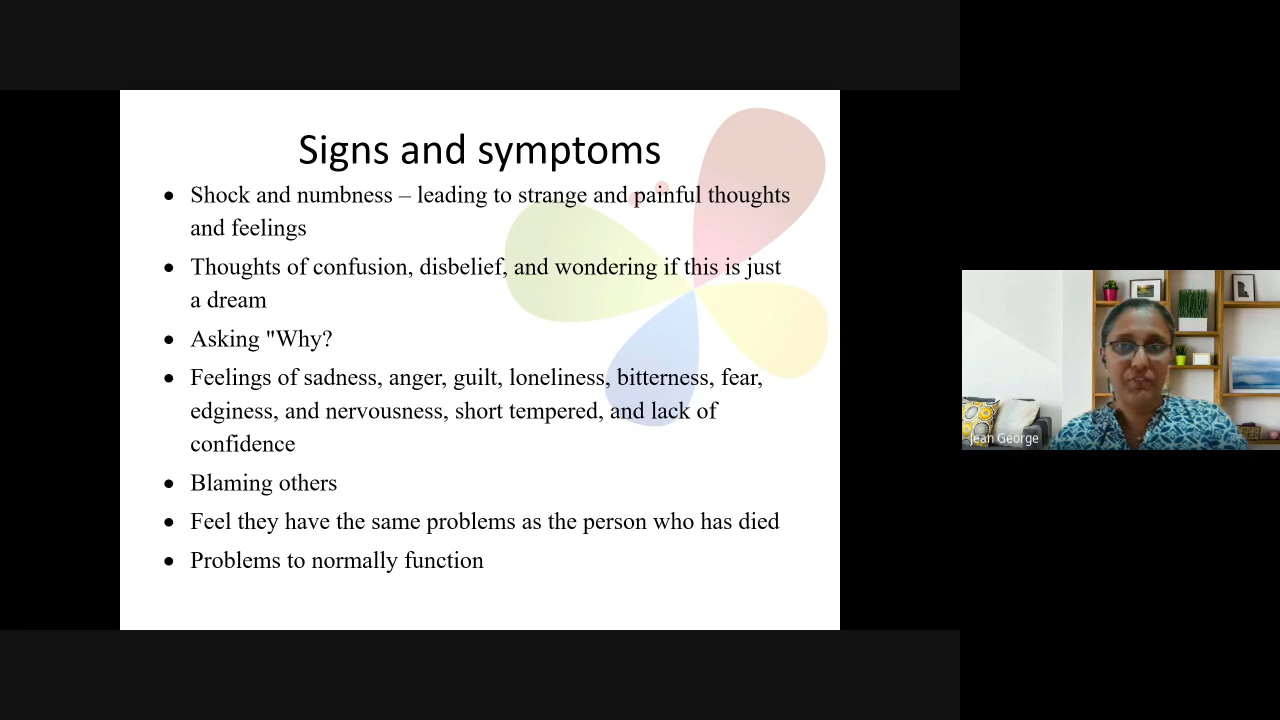 Signs and symptoms
• Shock and numbness – leading to strange and painful thoughts
and feelings
• Thoughts of confusion, disbelief, and wondering if this is just
a dream
• Asking "Why?
• Feelings of sadness, anger, guilt, loneliness, bitterness, fear,
edginess, and nervousness, short tempered, and lack of
confidence
• Blaming others
• Feel they have the same problems as the person who has died
• Problems to normally function
Jean George